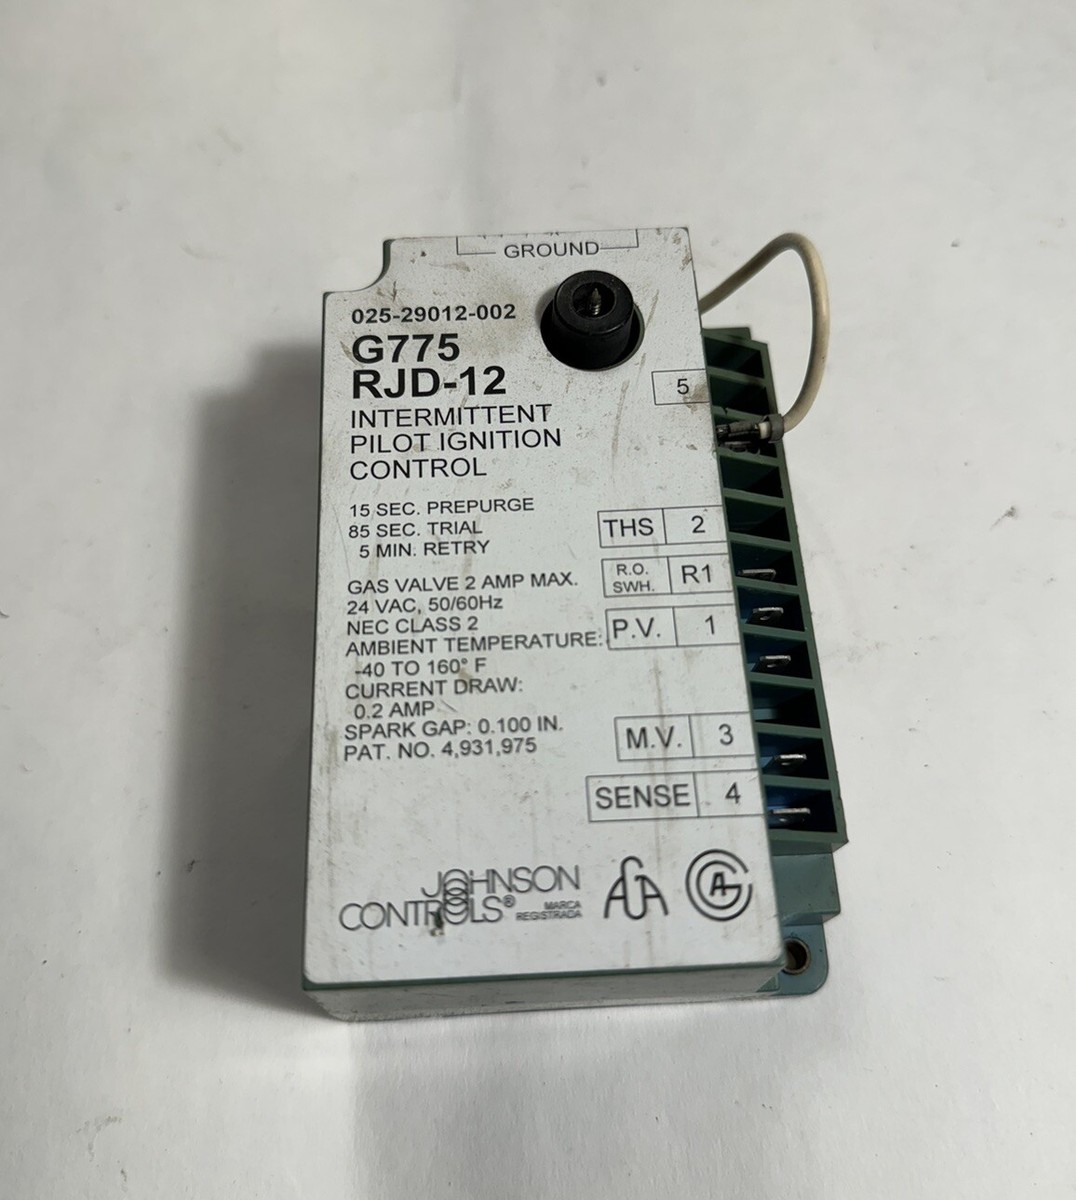 GROUND
025-29012-002
G775
RJD-12
INTERMITTENT
PILOT IGNITION
CONTROL
5
15 SEC. PREPURGE
85 SEC. TRIAL
5 MIN. RETRY
THS 2
R.O.
SWH. R1
P.V. 1
GAS VALVE 2 AMP MAX.
24 VAC, 50/60Hz
NEC CLASS 2
AMBIENT TEMPERATURE:
-40 TO 160° F
CURRENT DRAW:
0.2 AMP
SPARK GAP: 0.100 IN.
PAT. NO. 4,931,975
M.V. 3
SENSE 4
JOHNSON
CONTROLS®
MARCA
REGISTRADA
AGA
AG